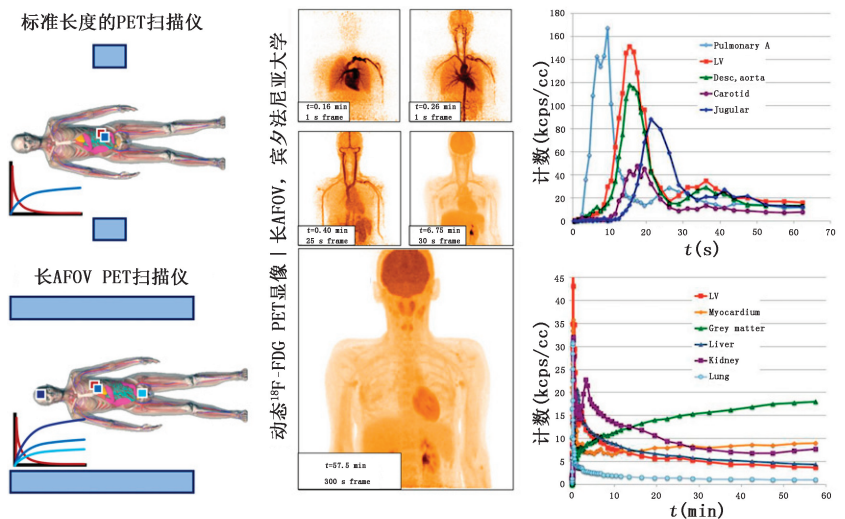 标准长度的PET扫描仪
长AFOV PET扫描仪
动态¹⁸F-FDG PET显像|长AFOV，宾夕法尼亚大学
t=0.16 min
1 s frame
t=0.26 min
1 s frame
t=0.40 min
25 s frame
t=6.75 min
30 s frame
t=57.5 min
300 s frame
计数(kcps/cc)
180
160
140
120
100
80
60
40
20
0
Pulmonary A
LV
Desc,aorta
Carotid
Jugular
0 10 20 30 40 50 60 70
t(s)
计数(kcps/cc)
45
40
35
30
25
20
15
10
5
0
LV
Myocardium
Grey matter
Liver
Kidney
Lung
0 10 20 30 40 50 60
t(min)